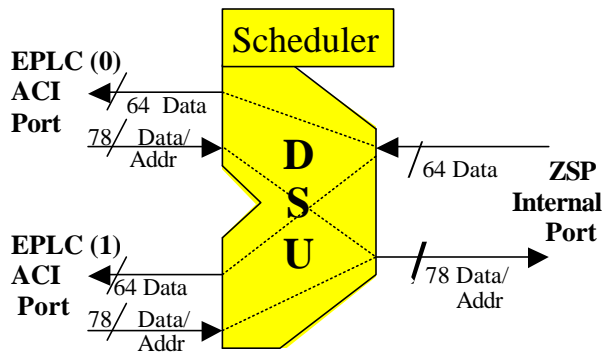 Scheduler
EPLC (0)
ACI
Port
64 Data
78 Data/
Addr
D
S
U
64 Data
ZSP
Internal
Port
EPLC (1)
ACI
Port
64 Data
78 Data/
Addr
78 Data/
Addr